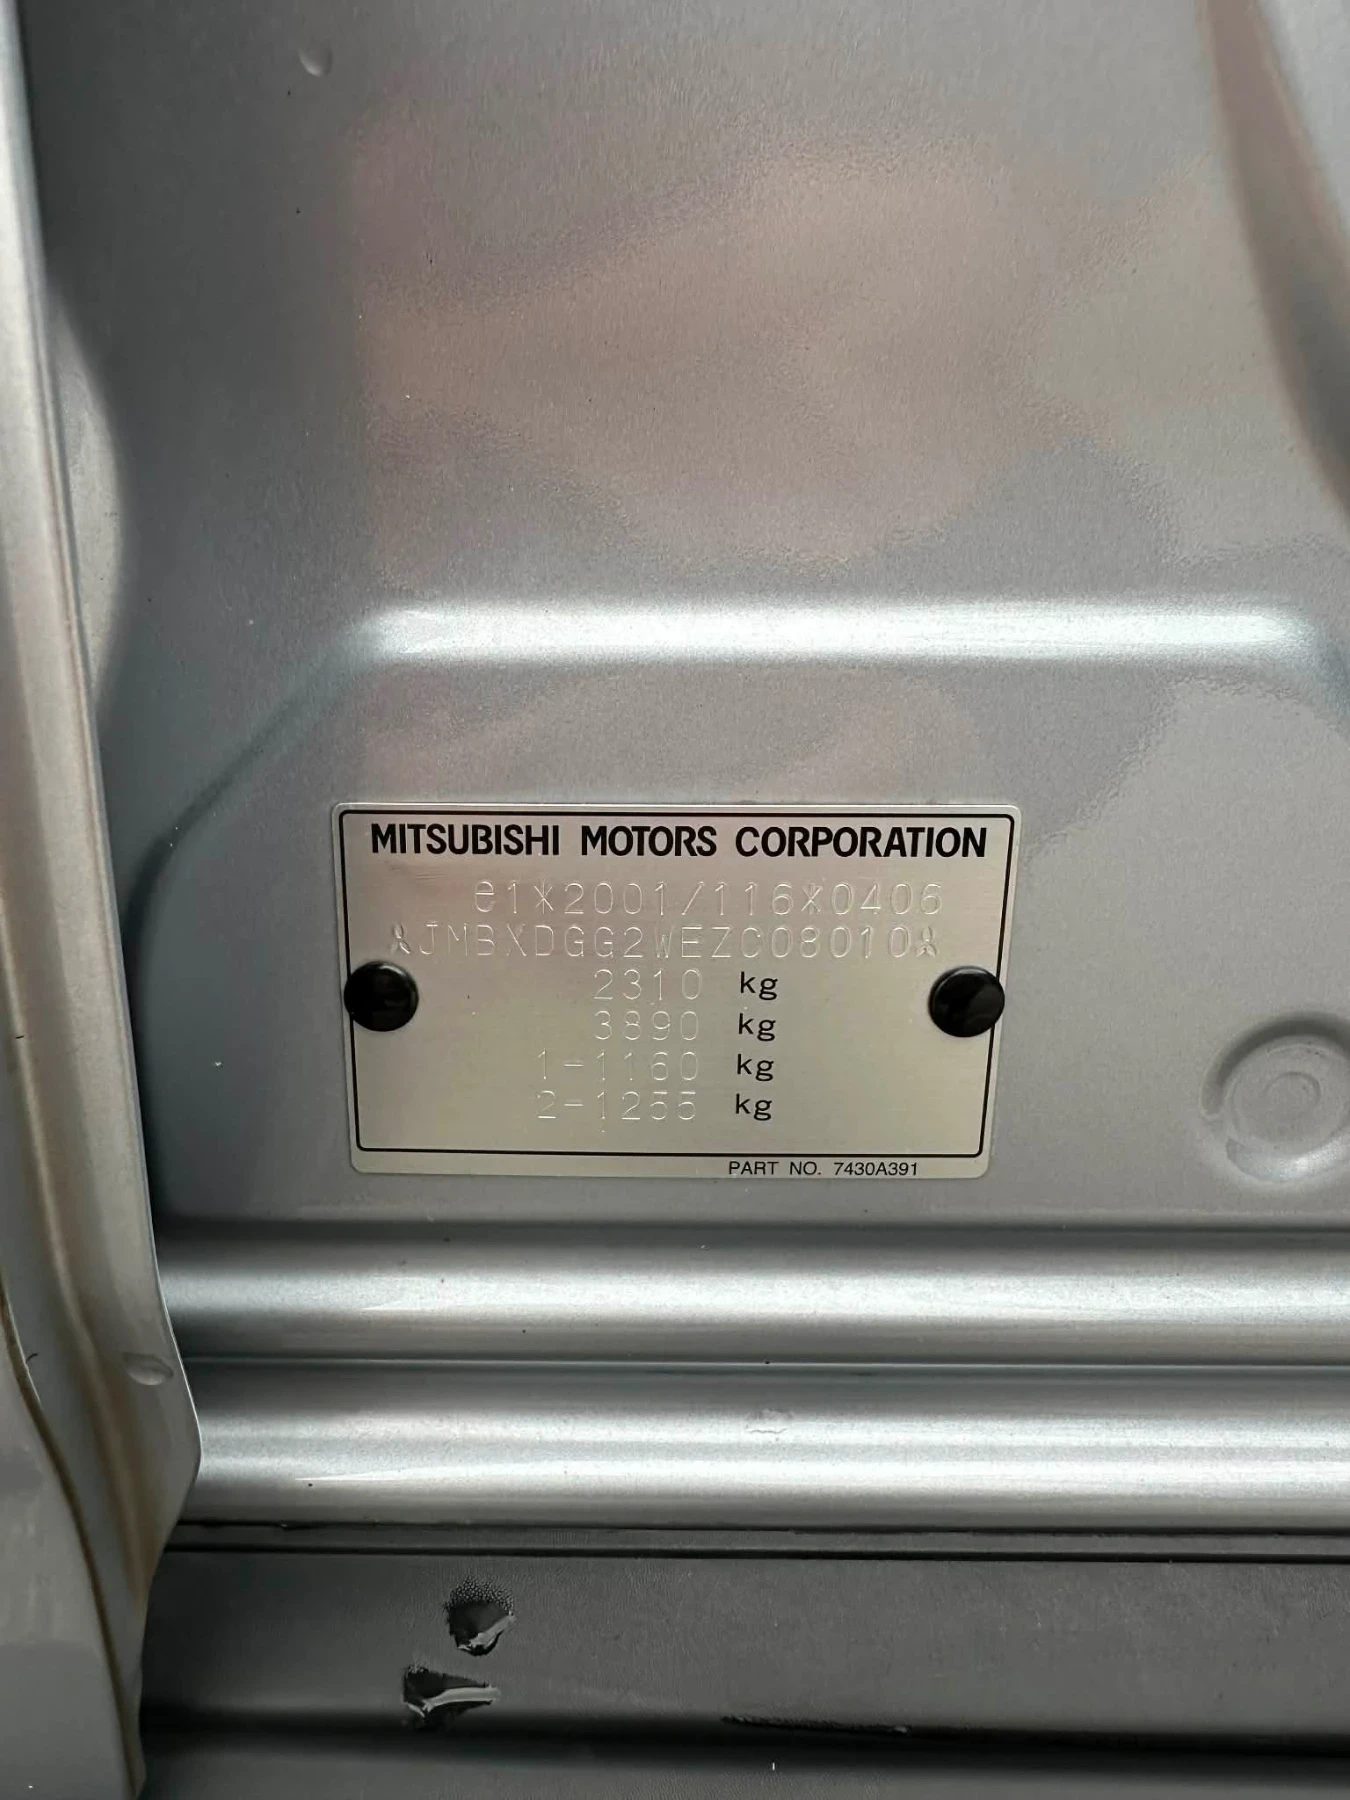 MITSUBISHI MOTORS CORPORATION
e1*2001/116*0406
*JMBXDGG2WEZC08010*
2310 kg
3890 kg
1-1160 kg
2-1255 kg
PART NO. 7430A391